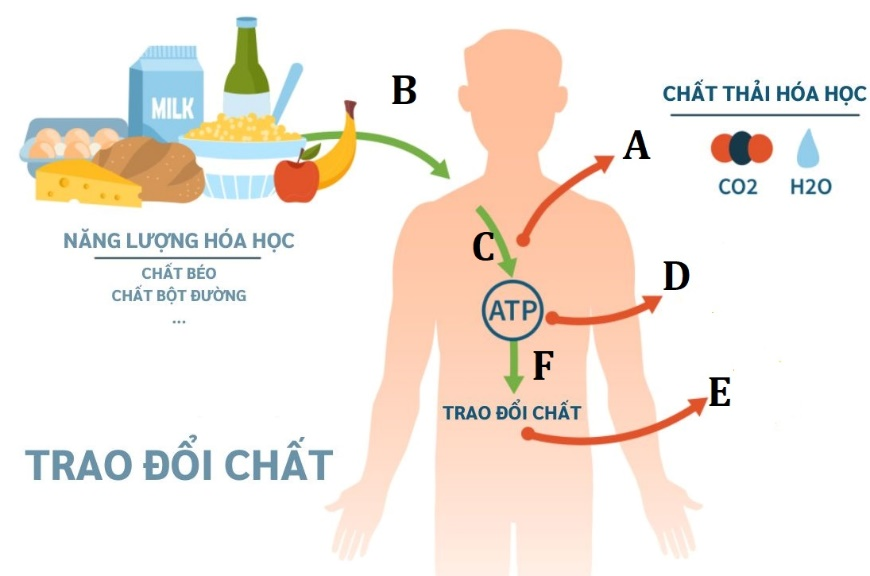 B
CHẤT THẢI HÓA HỌC
MILK
A
CO2
H2O
NĂNG LƯỢNG HÓA HỌC
CHẤT BÉO
CHẤT BỘT ĐƯỜNG
...
C
D
ATP
F
E
TRAO ĐỔI CHẤT
TRAO ĐỔI CHẤT